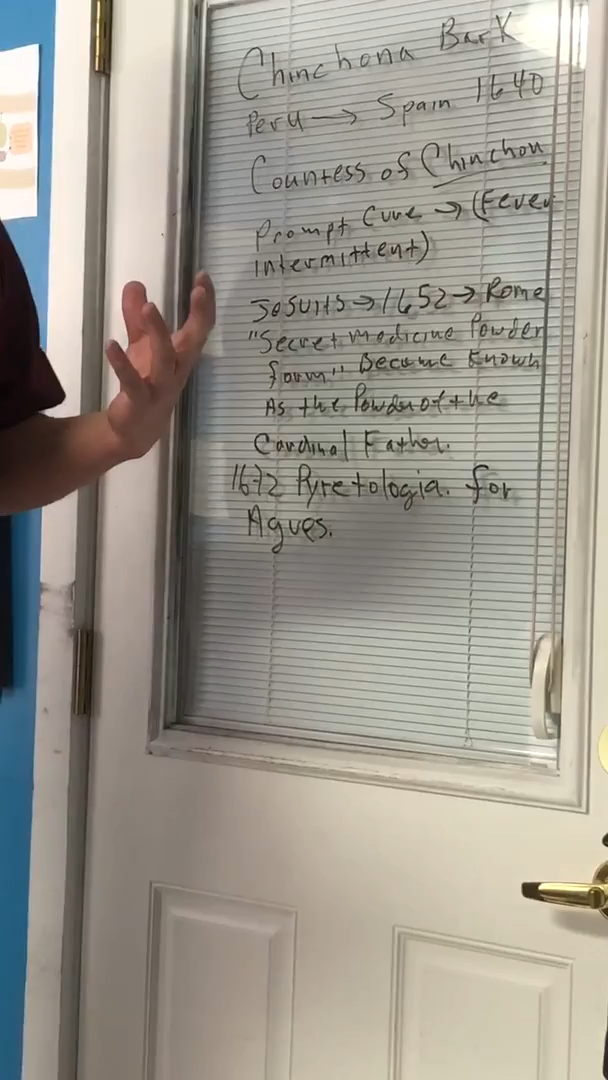 Chinchona Bark
Peru → Spain 1640
Countess of Chinchon
Prompt Cure → (Fever
intermittent)
Jesuits → 1652 → Rome
"Secret medicine Powder
form" Become Known
As the Powder of the
Cardinal Father.
1672 Pyretologia. for
Agues.